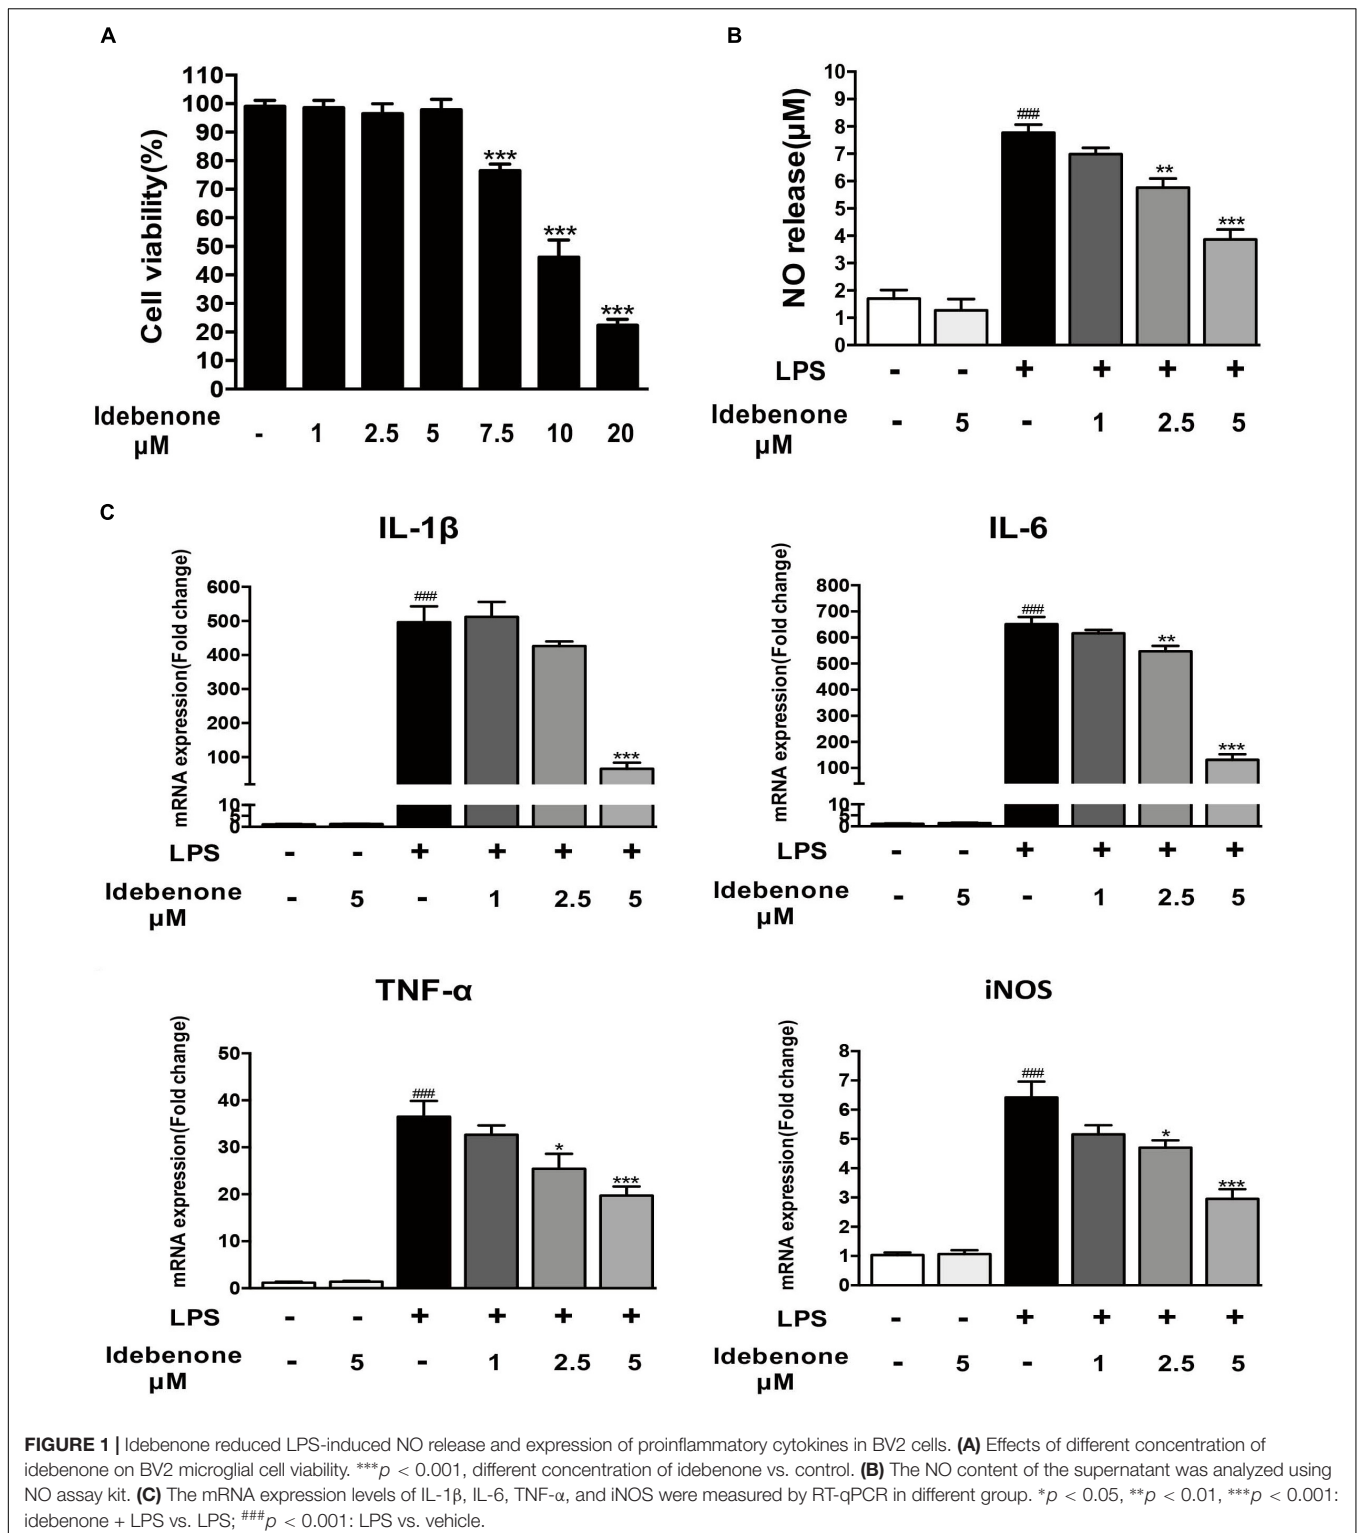 A
110
100
90
80
70
60
50
40
30
20
10
0
Cell viability(%)
***
***
***
Idebenone
μM
- 1 2.5 5 7.5 10 20
B
10
9
8
7
6
5
4
3
2
1
0
NO release(μM)
###
**
***
LPS - - + + + +
Idebenone
μM
- 5 - 1 2.5 5
C
IL-1β
mRNA expression(Fold change)
600
500
400
300
200
100
10
5
0
###
***
LPS - - + + + +
Idebenone
μM
- 5 - 1 2.5 5
IL-6
mRNA expression(Fold change)
800
700
600
500
400
300
200
100
10
5
0
###
**
***
LPS - - + + + +
Idebenone
μM
- 5 - 1 2.5 5
TNF-α
mRNA expression(Fold change)
50
40
30
20
10
0
###
*
***
LPS - - + + + +
Idebenone
μM
- 5 - 1 2.5 5
iNOS
mRNA expression(Fold change)
8
7
6
5
4
3
2
1
0
###
*
***
LPS - - + + + +
Idebenone
μM
- 5 - 1 2.5 5
FIGURE 1 | Idebenone reduced LPS-induced NO release and expression of proinflammatory cytokines in BV2 cells. (A) Effects of different concentration of
idebenone on BV2 microglial cell viability. ***p < 0.001, different concentration of idebenone vs. control. (B) The NO content of the supernatant was analyzed using
NO assay kit. (C) The mRNA expression levels of IL-1β, IL-6, TNF-α, and iNOS were measured by RT-qPCR in different group. *p < 0.05, **p < 0.01, ***p < 0.001:
idebenone + LPS vs. LPS; ###p < 0.001: LPS vs. vehicle.